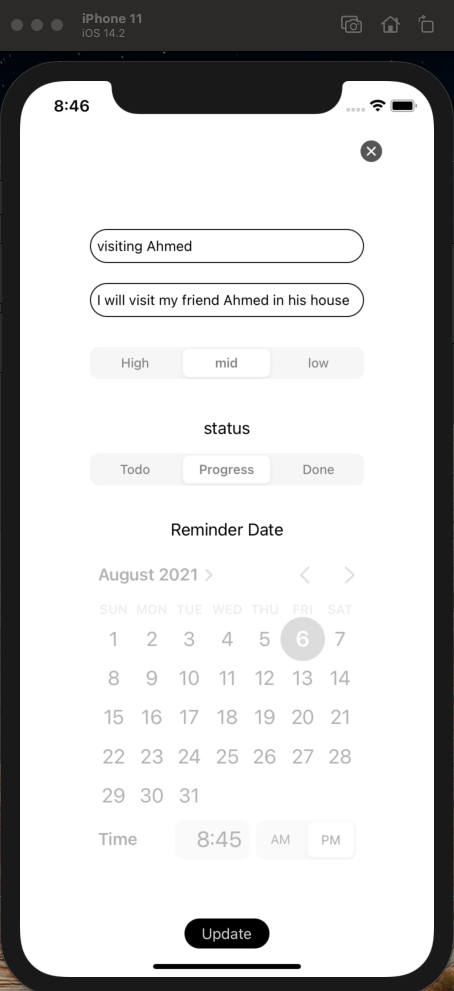 iPhone 11
iOS 14.2
8:46
visiting Ahmed
I will visit my friend Ahmed in his house
High mid low
status
Todo Progress Done
Reminder Date
August 2021
SUN MON TUE WED THU FRI SAT
1 2 3 4 5 6 7
8 9 10 11 12 13 14
15 16 17 18 19 20 21
22 23 24 25 26 27 28
29 30 31
Time 8:45 AM PM
Update